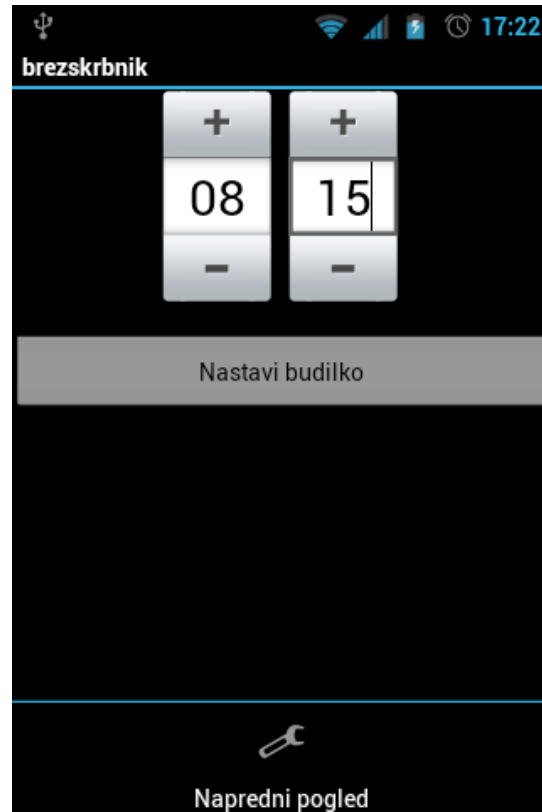 17:22
brezskrbnik
+ +
08 15
- -
Nastavi budilko
Napredni pogled